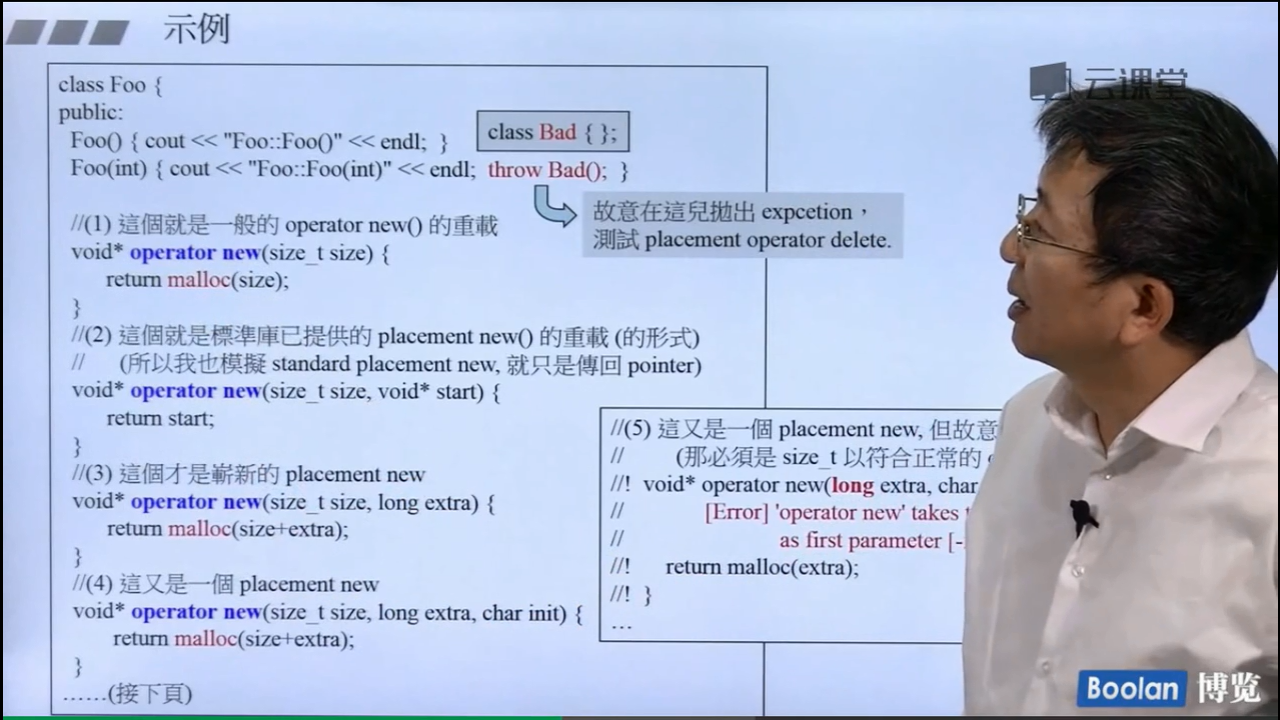 示例
云课堂
class Foo {
public:
Foo() { cout << "Foo::Foo()" << endl; }
Foo(int) { cout << "Foo::Foo(int)" << endl; throw Bad(); }
class Bad { };
故意在這兒拋出 expcetion，
測試 placement operator delete.
//(1) 這個就是一般的 operator new() 的重載
void* operator new(size_t size) {
return malloc(size);
}
//(2) 這個就是標準庫已提供的 placement new() 的重載 (的形式)
// (所以我也模擬 standard placement new, 就只是傳回 pointer)
void* operator new(size_t size, void* start) {
return start;
}
//(3) 這個才是嶄新的 placement new
void* operator new(size_t size, long extra) {
return malloc(size+extra);
}
//(4) 這又是一個 placement new
void* operator new(size_t size, long extra, char init) {
return malloc(size+extra);
}
......(接下頁)
//(5) 這又是一個 placement new, 但故意
// (那必須是 size_t 以符合正常的
//! void* operator new(long extra, char
// [Error] 'operator new' takes
// as first parameter [-
//! return malloc(extra);
//! }
...
Boolan 博览